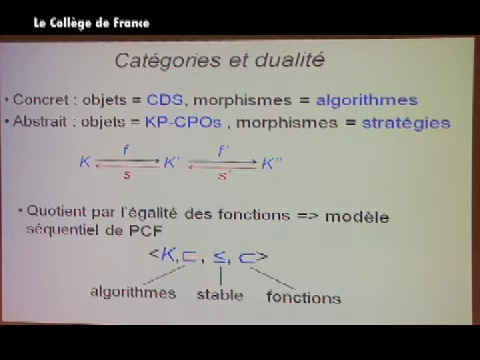 Le Collège de France
Catégories et dualité
• Concret : objets = CDS, morphismes = algorithmes
• Abstrait : objets = KP-CPOs , morphismes = stratégies
f f'
K K' K"
s s'
• Quotient par l'égalité des fonctions => modèle
séquentiel de PCF
<K,⊏, ≤, ⊂>
algorithmes stable fonctions